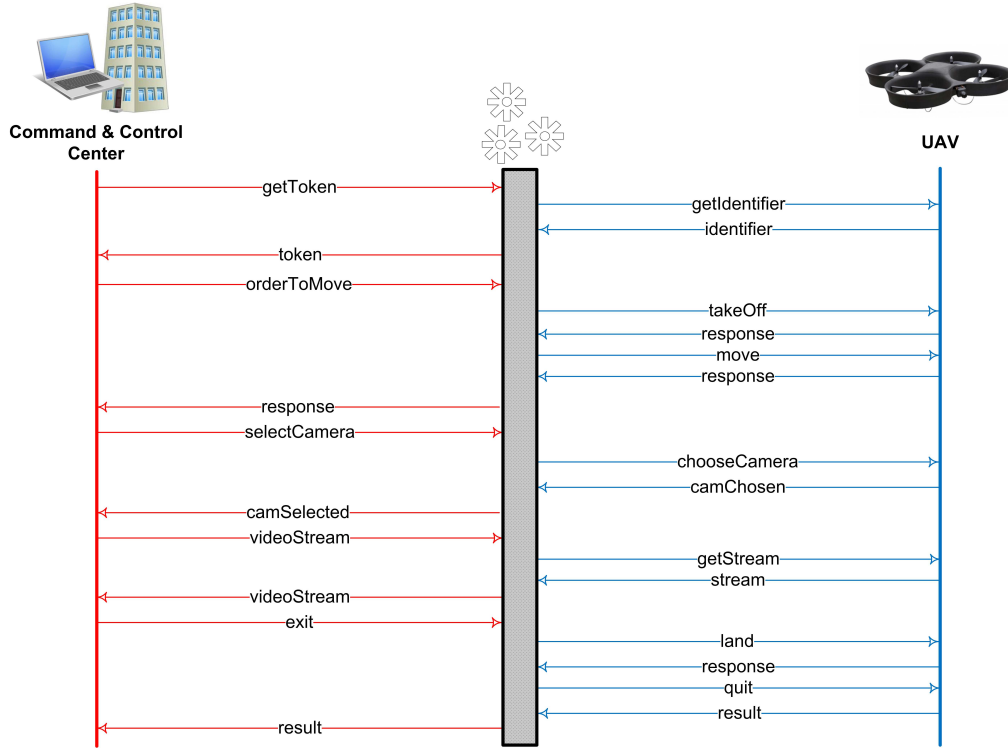 Command & Control
Center
UAV
getToken
getIdentifier
identifier
token
orderToMove
takeOff
response
move
response
response
selectCamera
chooseCamera
camChosen
camSelected
videoStream
getStream
stream
videoStream
exit
land
response
quit
result
result